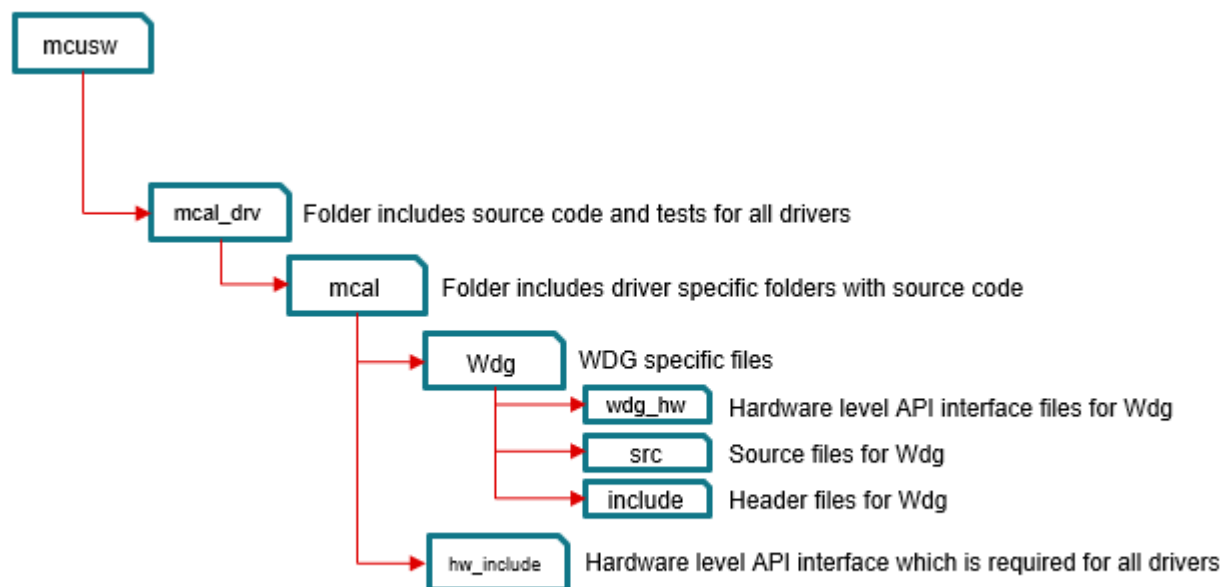 mcusw
mcal_drv Folder includes source code and tests for all drivers
mcal Folder includes driver specific folders with source code
Wdg WDG specific files
wdg_hw Hardware level API interface files for Wdg
src Source files for Wdg
include Header files for Wdg
hw_include Hardware level API interface which is required for all drivers